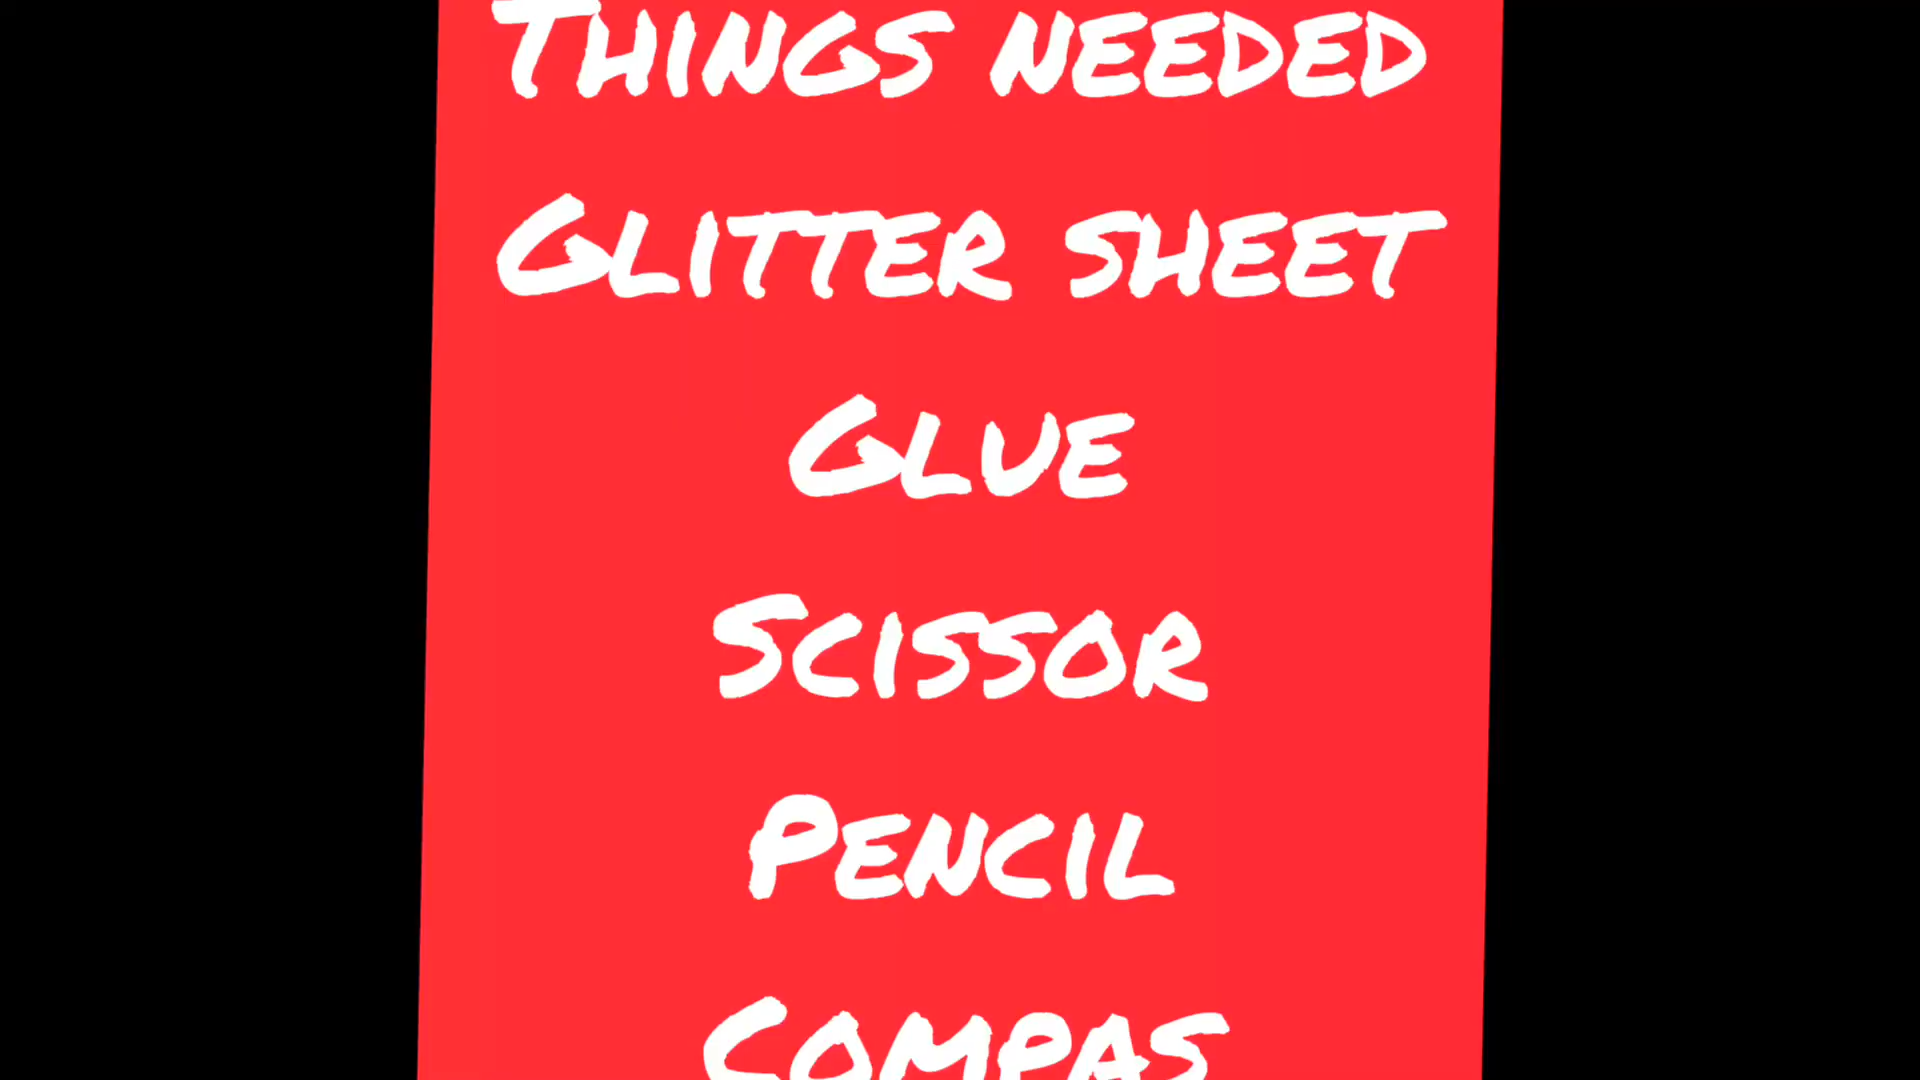 Things needed
Glitter sheet
Glue
Scissor
Pencil
Compas